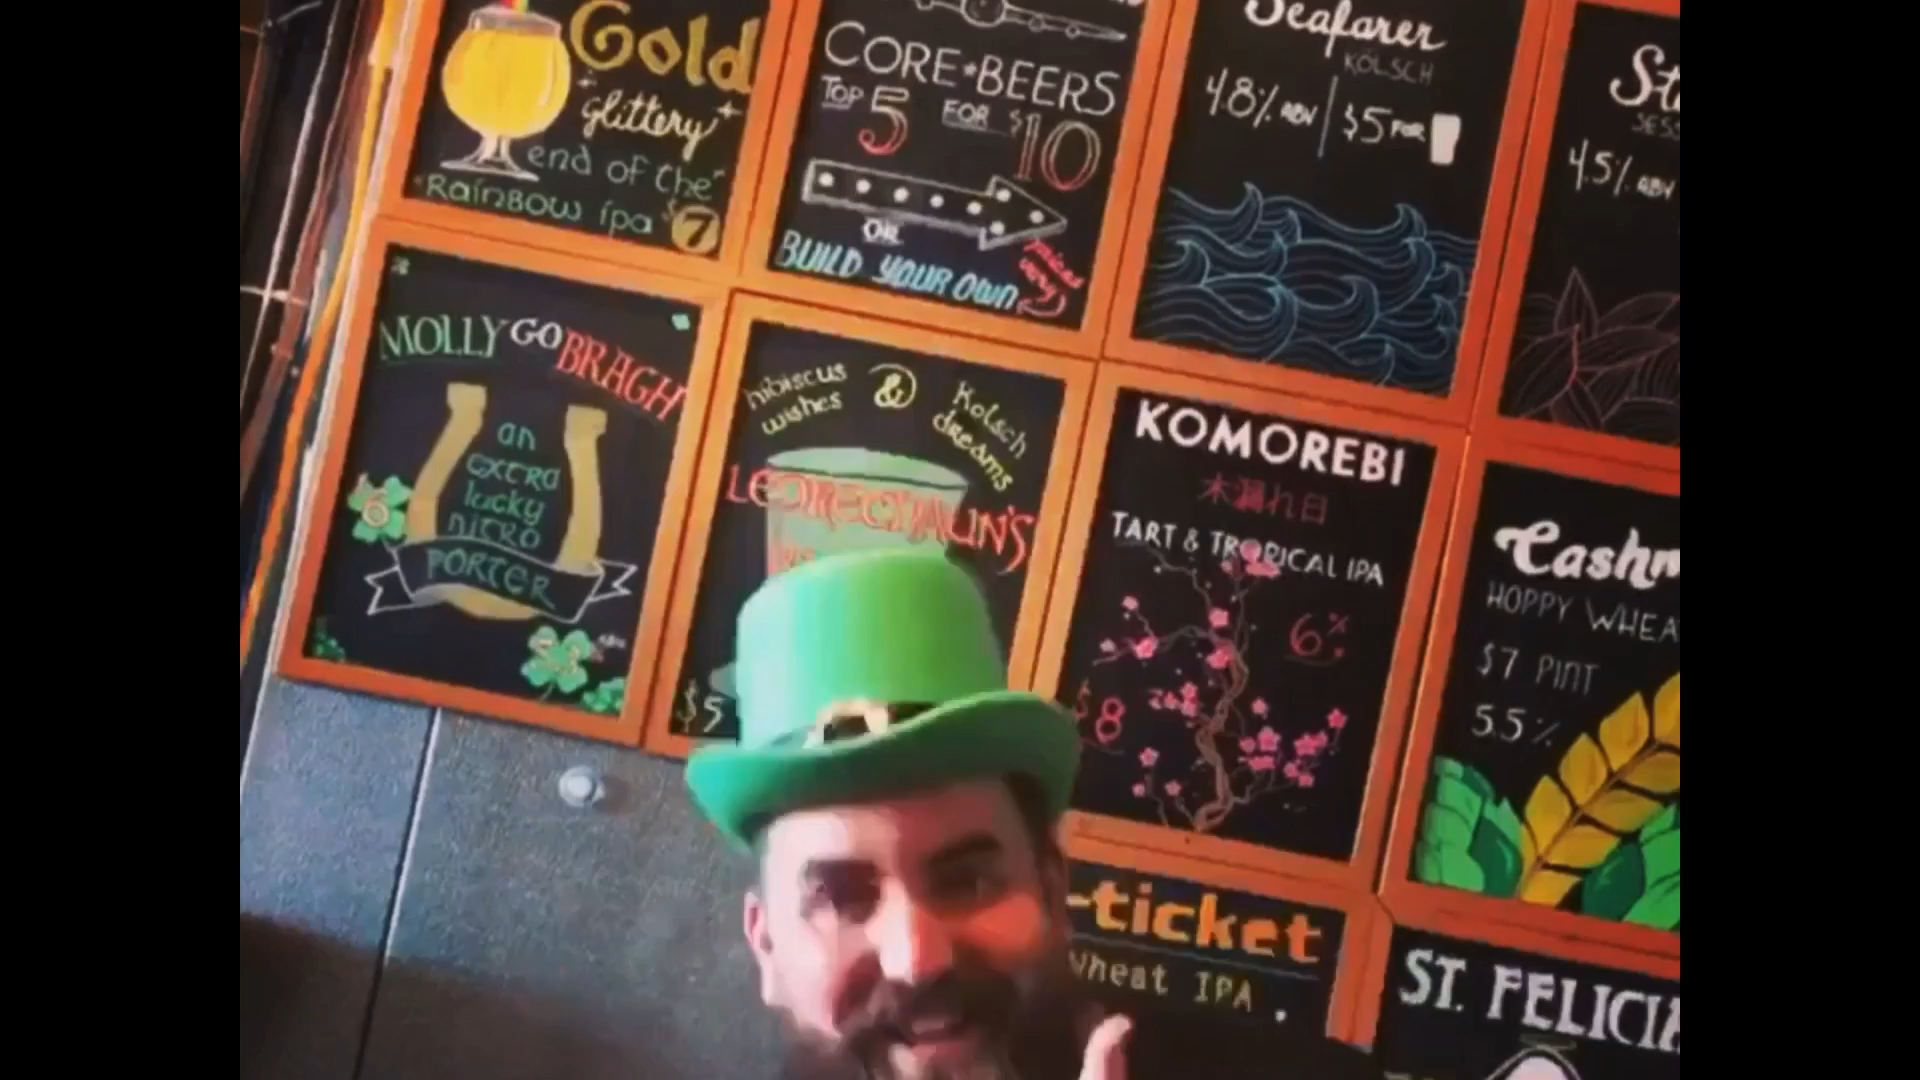 Gold
glittery
end of the
Rainbow ipa $7
CORE BEERS
TOP 5 FOR $10
OR
BUILD YOUR OWN
Seafarer
KÖLSCH
4.8% ABV $5 FOR
4.5% ABV
MOLLY GO BRAGH
an
extra
lucky
nitro
PORTER
6
hibiscus
wishes
&
Kolsch
dreams
LEPRECHAUN'S
$5
KOMOREBI
木漏れ日
TART & TROPICAL IPA
6%
$8
HOPPY WHEA
$7 PINT
5.5%
-ticket
wheat IPA
ST. FELICIA